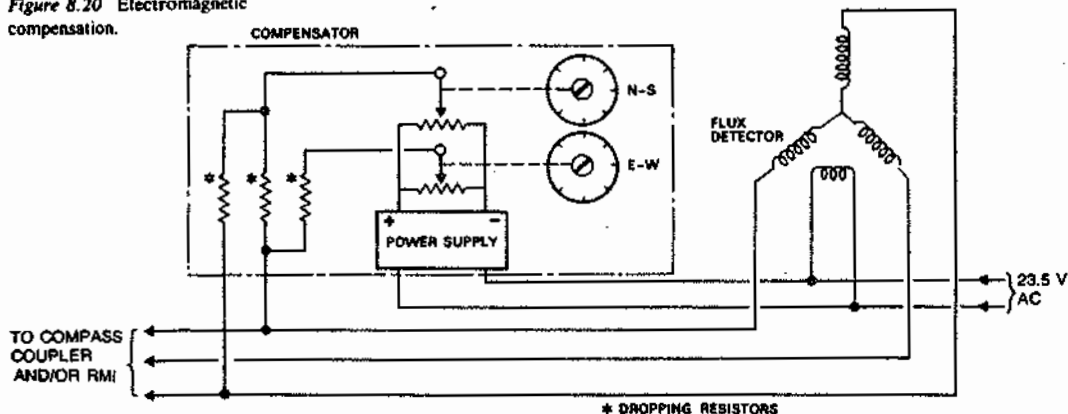 Figure 8.20 Electromagnetic
compensation.
COMPENSATOR
N-S
E-W
FLUX
DETECTOR
* * *
+ -
POWER SUPPLY
23.5 V
AC
TO COMPASS
COUPLER
AND/OR RMI
* DROPPING RESISTORS